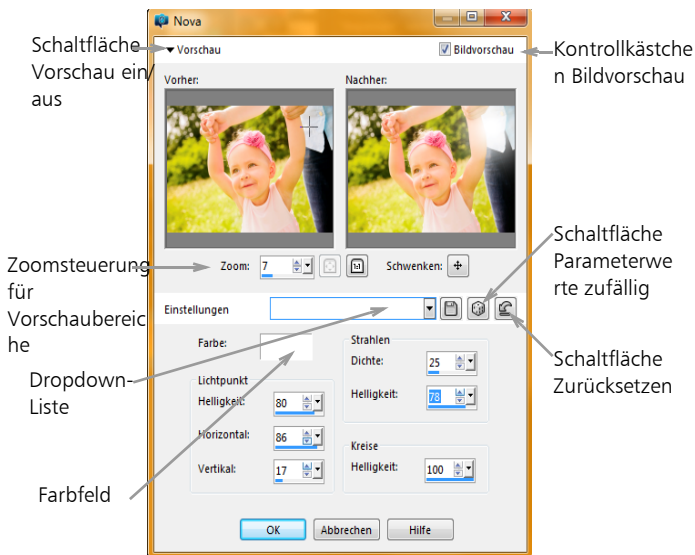 Nova
Schaltfläche
Vorschau ein/
aus
Vorschau
Bildvorschau
Kontrollkästche
n Bildvorschau
Vorher:
Nachher:
Zoomsteuerung
für
Vorschaubereic
he
Zoom: 7
1:1
Schwenken:
Schaltfläche
Parameterwe
rte zufällig
Einstellungen
Schaltfläche
Zurücksetzen
Dropdown-
Liste
Farbfeld
Farbe:
Lichtpunkt
Helligkeit: 80
Horizontal: 86
Vertikal: 17
Strahlen
Dichte: 25
Helligkeit: 78
Kreise
Helligkeit: 100
OK
Abbrechen
Hilfe